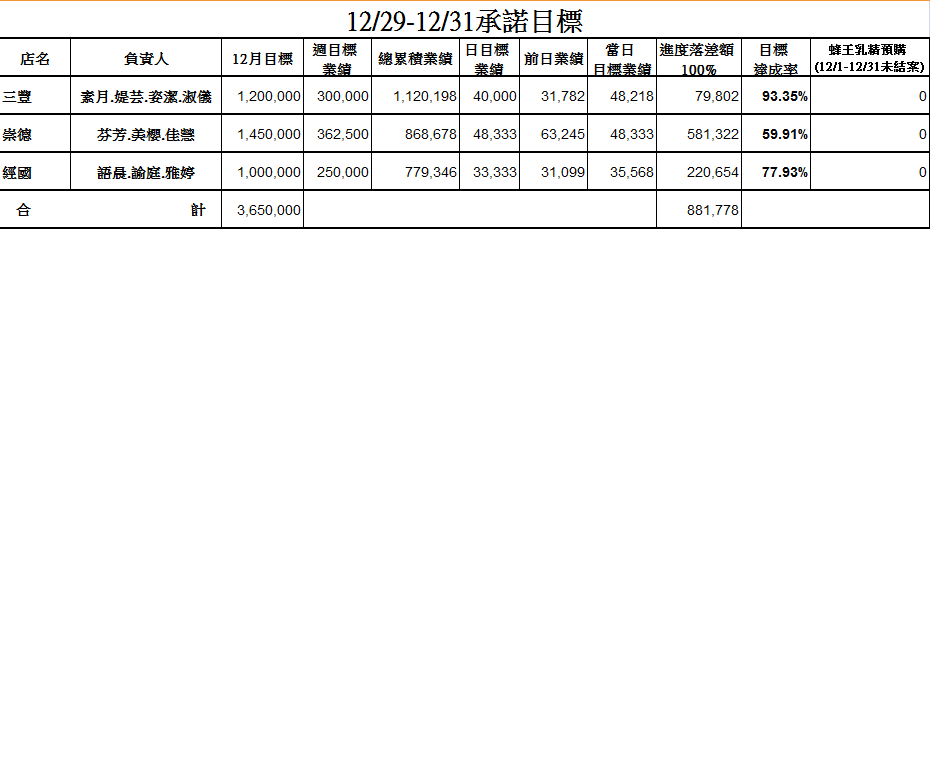 12/29-12/31承諾目標
店名 負責人 12月目標 週目標業績 總累積業績 日目標業績 前日業績 當日目標業績 進度落差額100% 目標達成率 蜂王乳精預購(12/1-12/31未結案)
三豐 素月.媞芸.姿潔.淑儀 1,200,000 300,000 1,120,198 40,000 31,782 48,218 79,802 93.35% 0
崇德 芬芳.美櫻.佳慧 1,450,000 362,500 868,678 48,333 63,245 48,333 581,322 59.91% 0
經國 語晨.諭庭.雅婷 1,000,000 250,000 779,346 33,333 31,099 35,568 220,654 77.93% 0
合 計 3,650,000 881,778